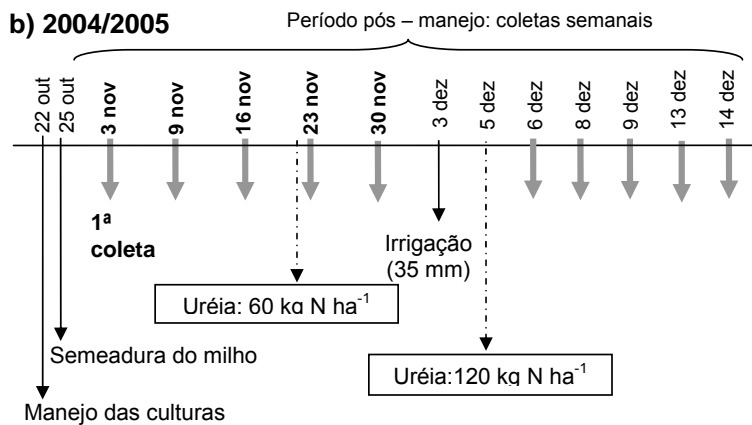 b) 2004/2005
Período pós – manejo: coletas semanais
22 out
25 out
3 nov
9 nov
16 nov
23 nov
30 nov
3 dez
5 dez
6 dez
8 dez
9 dez
13 dez
14 dez
1ª
coleta
Irrigação
(35 mm)
Uréia: 60 kg N ha-1
Semeadura do milho
Uréia:120 kg N ha-1
Manejo das culturas